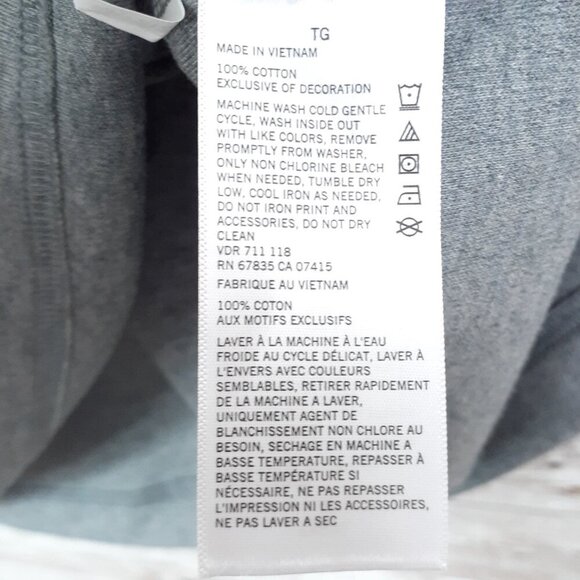 TG
MADE IN VIETNAM
100% COTTON
EXCLUSIVE OF DECORATION
MACHINE WASH COLD GENTLE
CYCLE, WASH INSIDE OUT
WITH LIKE COLORS, REMOVE
PROMPTLY FROM WASHER,
ONLY NON CHLORINE BLEACH
WHEN NEEDED, TUMBLE DRY
LOW, COOL IRON AS NEEDED,
DO NOT IRON PRINT AND
ACCESSORIES, DO NOT DRY
CLEAN
VDR 711 118
RN 67835 CA 07415
FABRIQUE AU VIETNAM
100% COTON
AUX MOTIFS EXCLUSIFS
LAVER À LA MACHINE À L'EAU
FROIDE AU CYCLE DÉLICAT, LAVER À
L'ENVERS AVEC COULEURS
SEMBLABLES, RETIRER RAPIDEMENT
DE LA MACHINE A LAVER,
UNIQUEMENT AGENT DE
BLANCHISSEMENT NON CHLORE AU
BESOIN, SECHAGE EN MACHINE A
BASSE TEMPERATURE, REPASSER À
BASSE TEMPÉRATURE SI
NÉCESSAIRE, NE PAS REPASSER
L'IMPRESSION NI LES ACCESSOIRES,
NE PAS LAVER A SEC